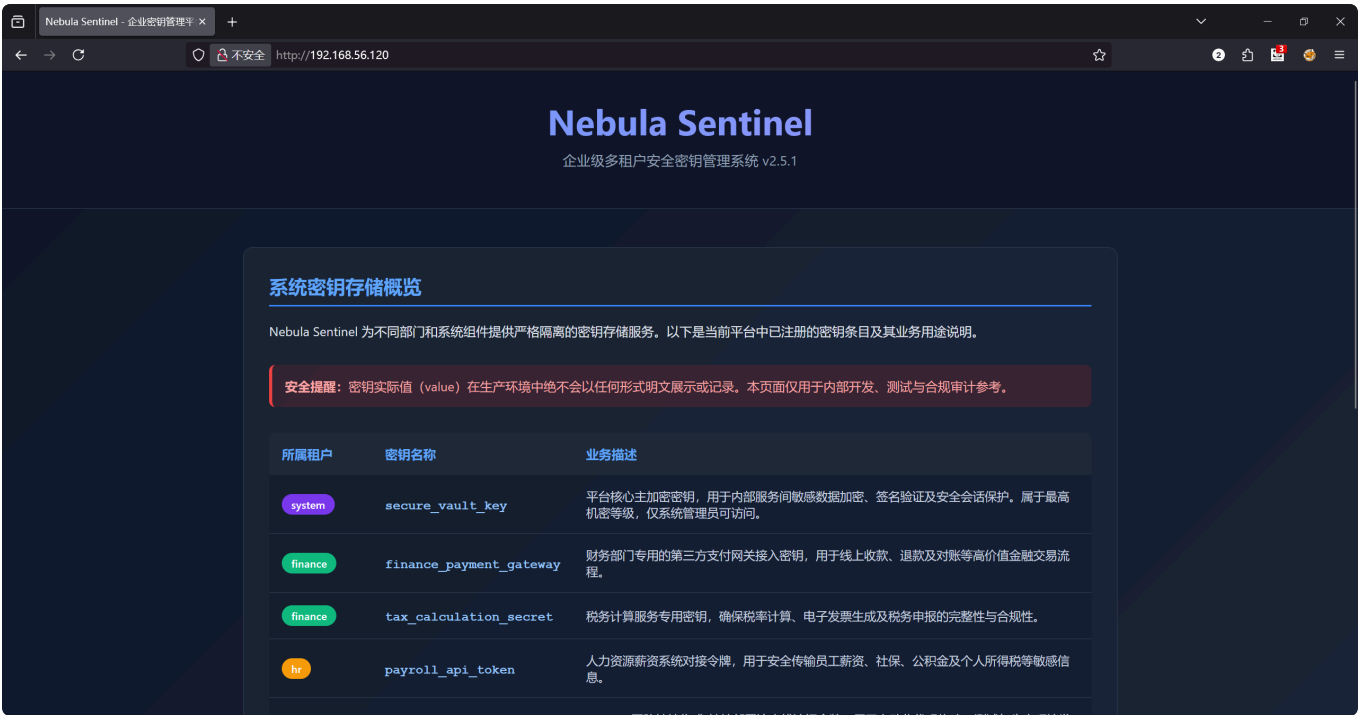 Nebula Sentinel - 企业密钥管理平
不安全
http://192.168.56.120
2
3
Nebula Sentinel
企业级多租户安全密钥管理系统 v2.5.1
系统密钥存储概览
Nebula Sentinel 为不同部门和系统组件提供严格隔离的密钥存储服务。以下是当前平台中已注册的密钥条目及其业务用途说明。
安全提醒：密钥实际值（value）在生产环境中绝不会以任何形式明文展示或记录。本页面仅用于内部开发、测试与合规审计参考。
所属租户 密钥名称 业务描述
system secure_vault_key 平台核心主加密密钥，用于内部服务间敏感数据加密、签名验证及安全会话保护。属于最高
机密等级，仅系统管理员可访问。
finance finance_payment_gateway 财务部门专用的第三方支付网关接入密钥，用于线上收款、退款及对账等高价值金融交易流
程。
finance tax_calculation_secret 税务计算服务专用密钥，确保税率计算、电子发票生成及税务申报的完整性与合规性。
hr payroll_api_token 人力资源薪资系统对接令牌，用于安全传输员工薪资、社保、公积金及个人所得税等敏感信
息。